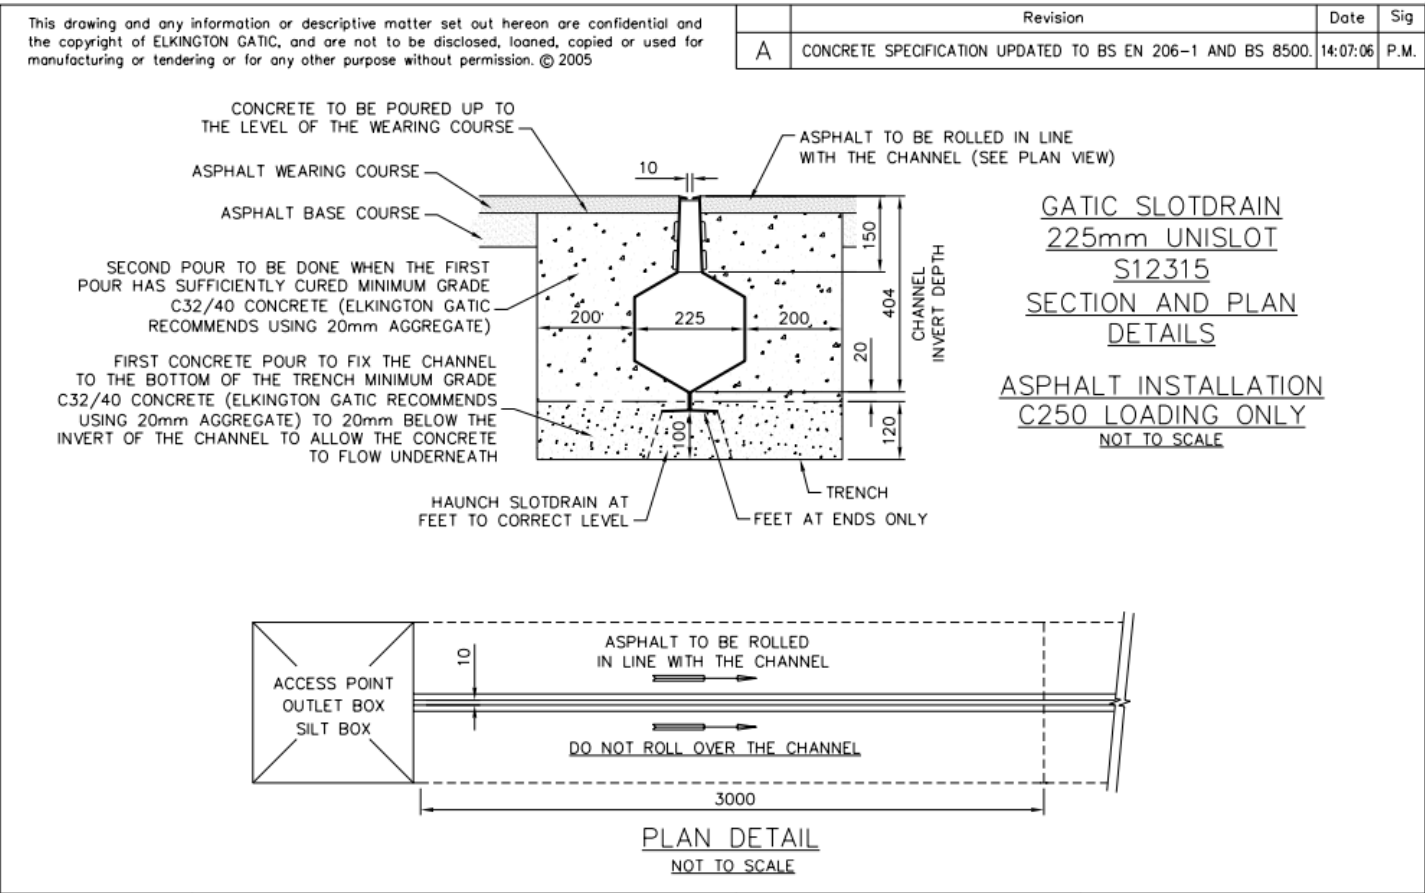 This drawing and any information or descriptive matter set out hereon are confidential and
the copyright of ELKINGTON GATIC, and are not to be disclosed, loaned, copied or used for
manufacturing or tendering or for any other purpose without permission. © 2005
Revision Date Sig
A CONCRETE SPECIFICATION UPDATED TO BS EN 206-1 AND BS 8500. 14:07:06 P.M.
CONCRETE TO BE POURED UP TO
THE LEVEL OF THE WEARING COURSE
ASPHALT WEARING COURSE
ASPHALT BASE COURSE
SECOND POUR TO BE DONE WHEN THE FIRST
POUR HAS SUFFICIENTLY CURED MINIMUM GRADE
C32/40 CONCRETE (ELKINGTON GATIC
RECOMMENDS USING 20mm AGGREGATE)
FIRST CONCRETE POUR TO FIX THE CHANNEL
TO THE BOTTOM OF THE TRENCH MINIMUM GRADE
C32/40 CONCRETE (ELKINGTON GATIC RECOMMENDS
USING 20mm AGGREGATE) TO 20mm BELOW THE
INVERT OF THE CHANNEL TO ALLOW THE CONCRETE
TO FLOW UNDERNEATH
HAUNCH SLOTDRAIN AT
FEET TO CORRECT LEVEL
10
ASPHALT TO BE ROLLED IN LINE
WITH THE CHANNEL (SEE PLAN VIEW)
150
404
CHANNEL
INVERT DEPTH
200
225
200
20
120
100
TRENCH
FEET AT ENDS ONLY
GATIC SLOTDRAIN
225mm UNISLOT
S12315
SECTION AND PLAN
DETAILS
ASPHALT INSTALLATION
C250 LOADING ONLY
NOT TO SCALE
ACCESS POINT
OUTLET BOX
SILT BOX
10
ASPHALT TO BE ROLLED
IN LINE WITH THE CHANNEL
DO NOT ROLL OVER THE CHANNEL
3000
PLAN DETAIL
NOT TO SCALE